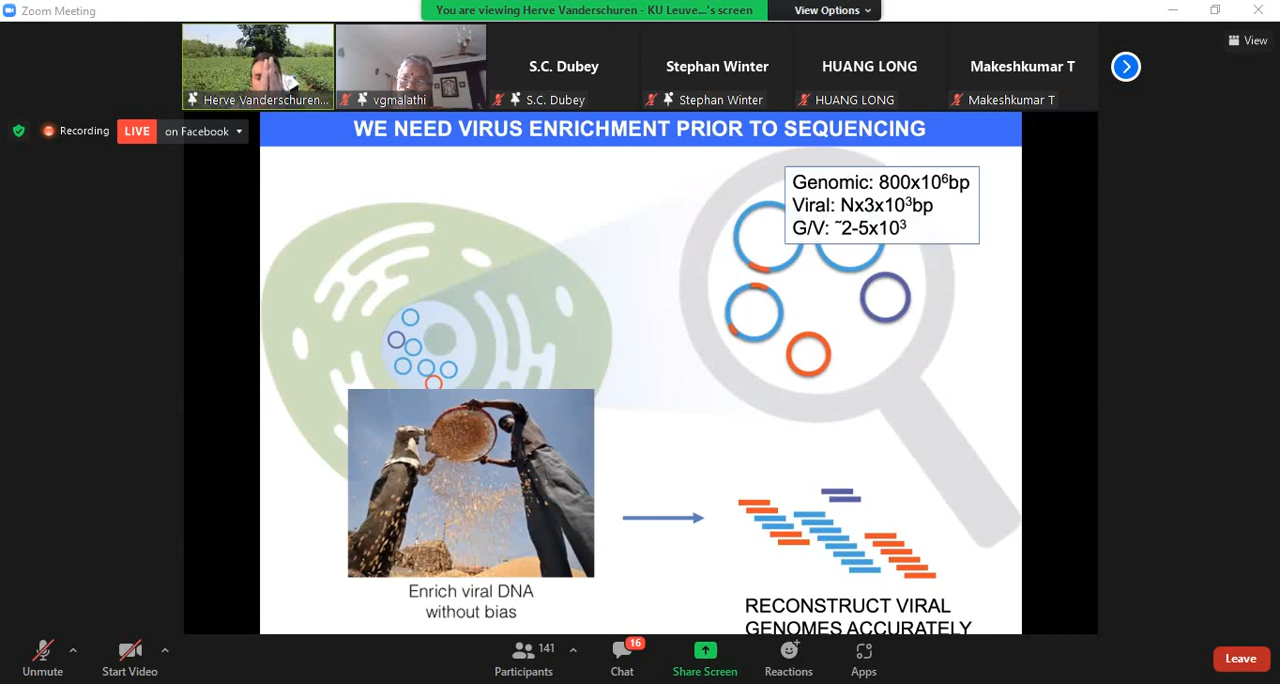 Zoom Meeting
You are viewing Herve Vanderschuren - KU Leuve...'s screen
View Options
View
S.C. Dubey
Stephan Winter
HUANG LONG
Makeshkumar T
Herve Vanderschuren...
vgmalathi
S.C. Dubey
Stephan Winter
HUANG LONG
Makeshkumar T
Recording
LIVE
on Facebook
WE NEED VIRUS ENRICHMENT PRIOR TO SEQUENCING
Genomic: 800x10⁶bp
Viral: Nx3x10³bp
G/V: ~2-5x10³
Enrich viral DNA
without bias
RECONSTRUCT VIRAL
GENOMES ACCURATELY
Unmute
Start Video
141
Participants
16
Chat
Share Screen
Reactions
Apps
Leave